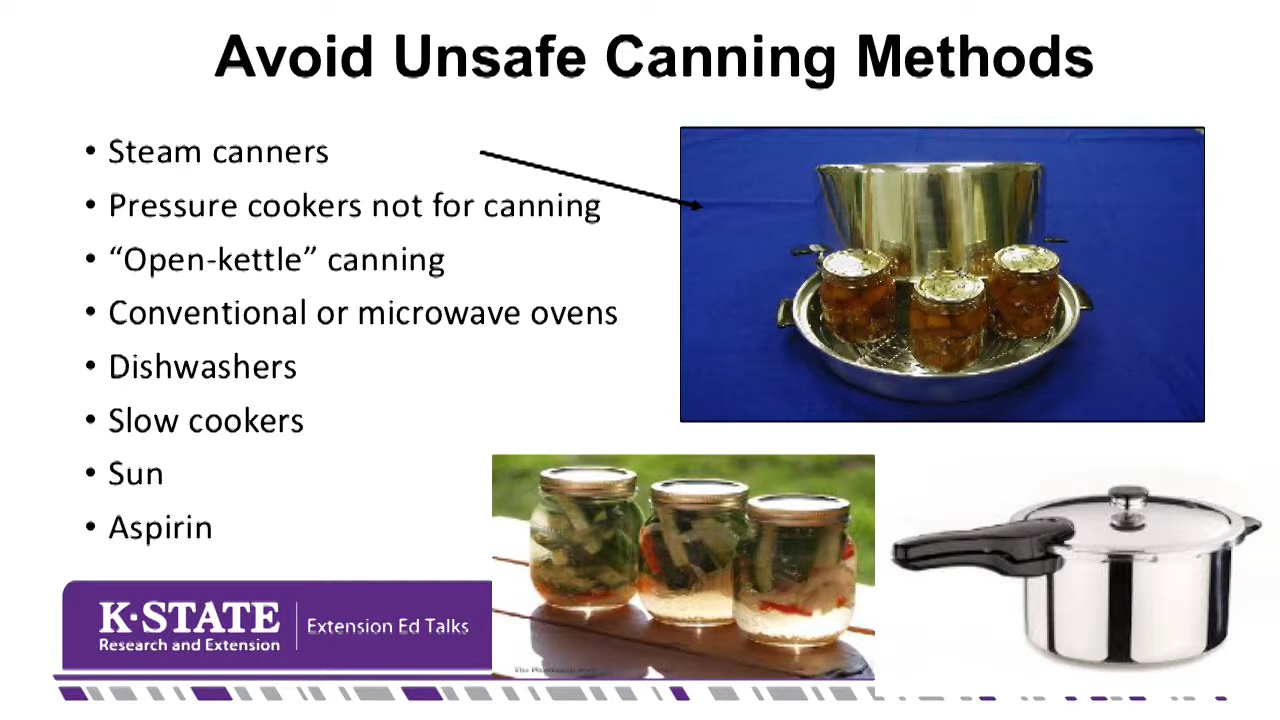 Avoid Unsafe Canning Methods
• Steam canners
• Pressure cookers not for canning
• “Open-kettle” canning
• Conventional or microwave ovens
• Dishwashers
• Slow cookers
• Sun
• Aspirin
K·STATE
Research and Extension
Extension Ed Talks